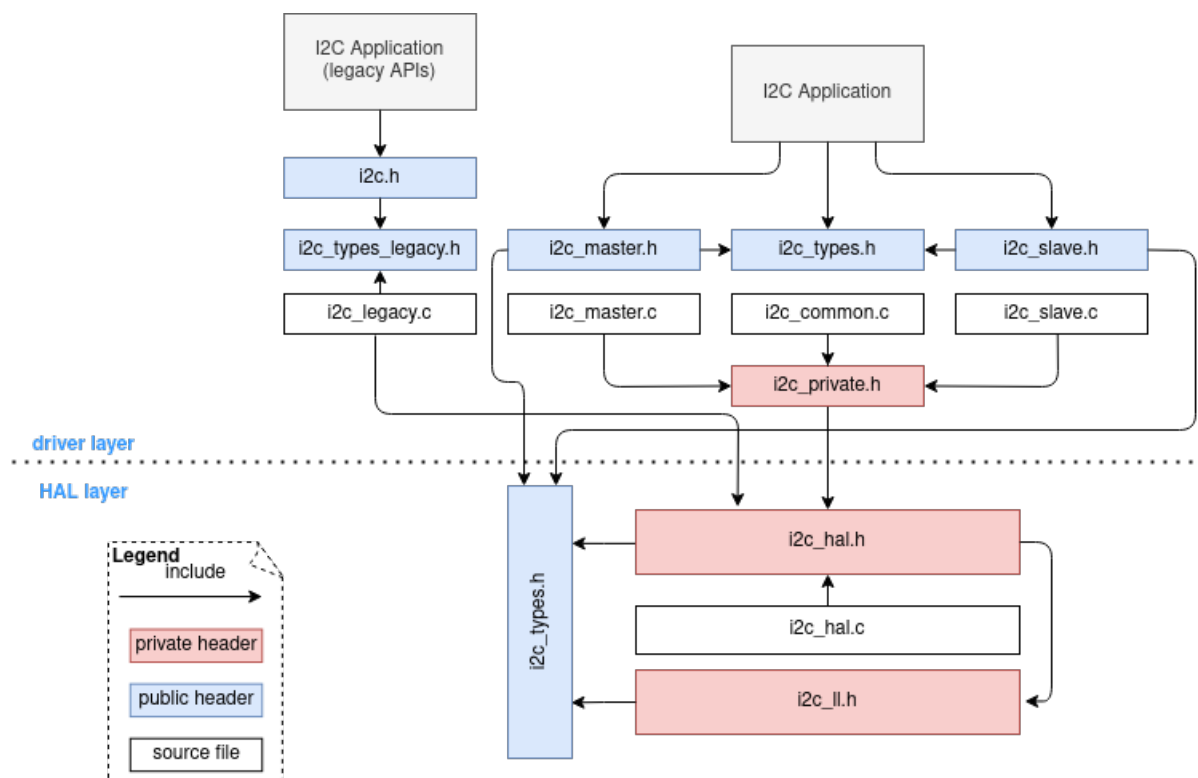 I2C Application
(legacy APIs)
I2C Application
i2c.h
i2c_types_legacy.h
i2c_master.h
i2c_types.h
i2c_slave.h
i2c_legacy.c
i2c_master.c
i2c_common.c
i2c_slave.c
i2c_private.h
driver layer
HAL layer
i2c_types.h
i2c_hal.h
i2c_hal.c
i2c_ll.h
Legend
include
private header
public header
source file